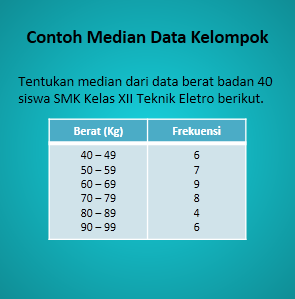 Contoh Median Data Kelompok
Tentukan median dari data berat badan 40
siswa SMK Kelas XII Teknik Eletro berikut.
Berat (Kg) Frekuensi
40 – 49 6
50 – 59 7
60 – 69 9
70 – 79 8
80 – 89 4
90 – 99 6